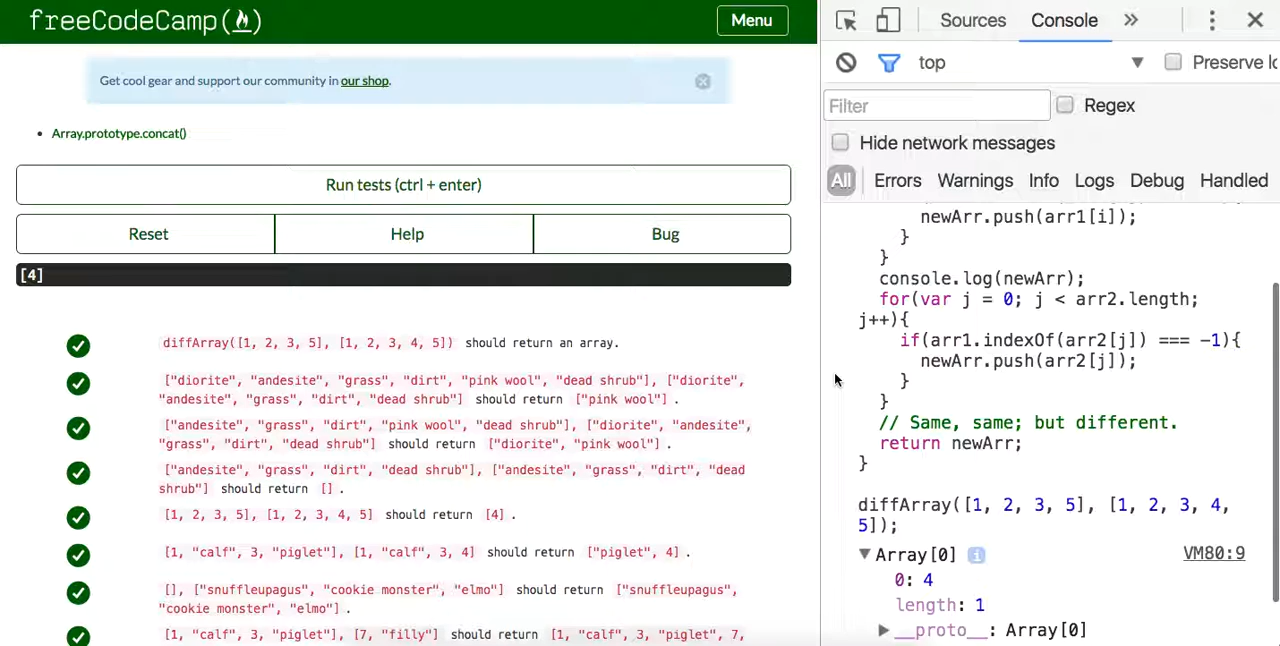 freeCodeCamp
Menu
Get cool gear and support our community in our shop.
Array.prototype.concat()
Run tests (ctrl + enter)
Reset
Help
Bug
[4]
diffArray([1, 2, 3, 5], [1, 2, 3, 4, 5]) should return an array.
["diorite", "andesite", "grass", "dirt", "pink wool", "dead shrub"], ["diorite",
"andesite", "grass", "dirt", "dead shrub"] should return ["pink wool"] .
["andesite", "grass", "dirt", "pink wool", "dead shrub"], ["diorite", "andesite",
"grass", "dirt", "dead shrub"] should return ["diorite", "pink wool"] .
["andesite", "grass", "dirt", "dead shrub"], ["andesite", "grass", "dirt", "dead
shrub"] should return [] .
[1, 2, 3, 5], [1, 2, 3, 4, 5] should return [4] .
[1, "calf", 3, "piglet"], [1, "calf", 3, 4] should return ["piglet", 4] .
[], ["snuffleupagus", "cookie monster", "elmo"] should return ["snuffleupagus",
"cookie monster", "elmo"] .
[1, "calf", 3, "piglet"], [7, "filly"] should return [1, "calf", 3, "piglet", 7,
Sources
Console
top
Preserve lo
Filter
Regex
Hide network messages
All
Errors
Warnings
Info
Logs
Debug
Handled
newArr.push(arr1[i]);
}
}
console.log(newArr);
for(var j = 0; j < arr2.length;
j++){
if(arr1.indexOf(arr2[j]) === -1){
newArr.push(arr2[j]);
}
}
// Same, same; but different.
return newArr;
}
diffArray([1, 2, 3, 5], [1, 2, 3, 4,
5]);
Array[0]
VM80:9
0: 4
length: 1
__proto__: Array[0]